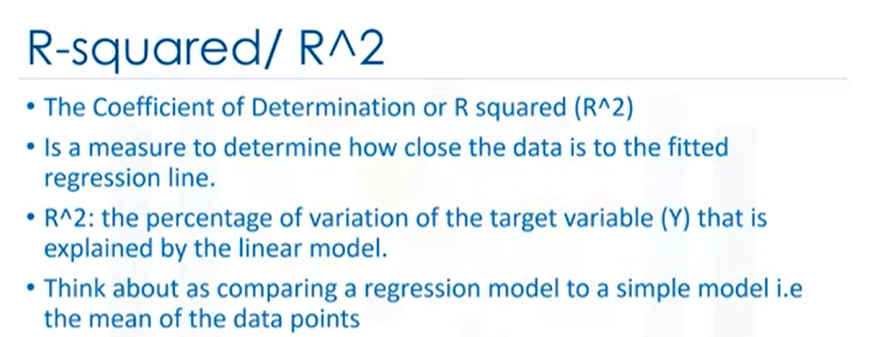 R-squared/ R^2
• The Coefficient of Determination or R squared (R^2)
• Is a measure to determine how close the data is to the fitted
regression line.
• R^2: the percentage of variation of the target variable (Y) that is
explained by the linear model.
• Think about as comparing a regression model to a simple model i.e
the mean of the data points